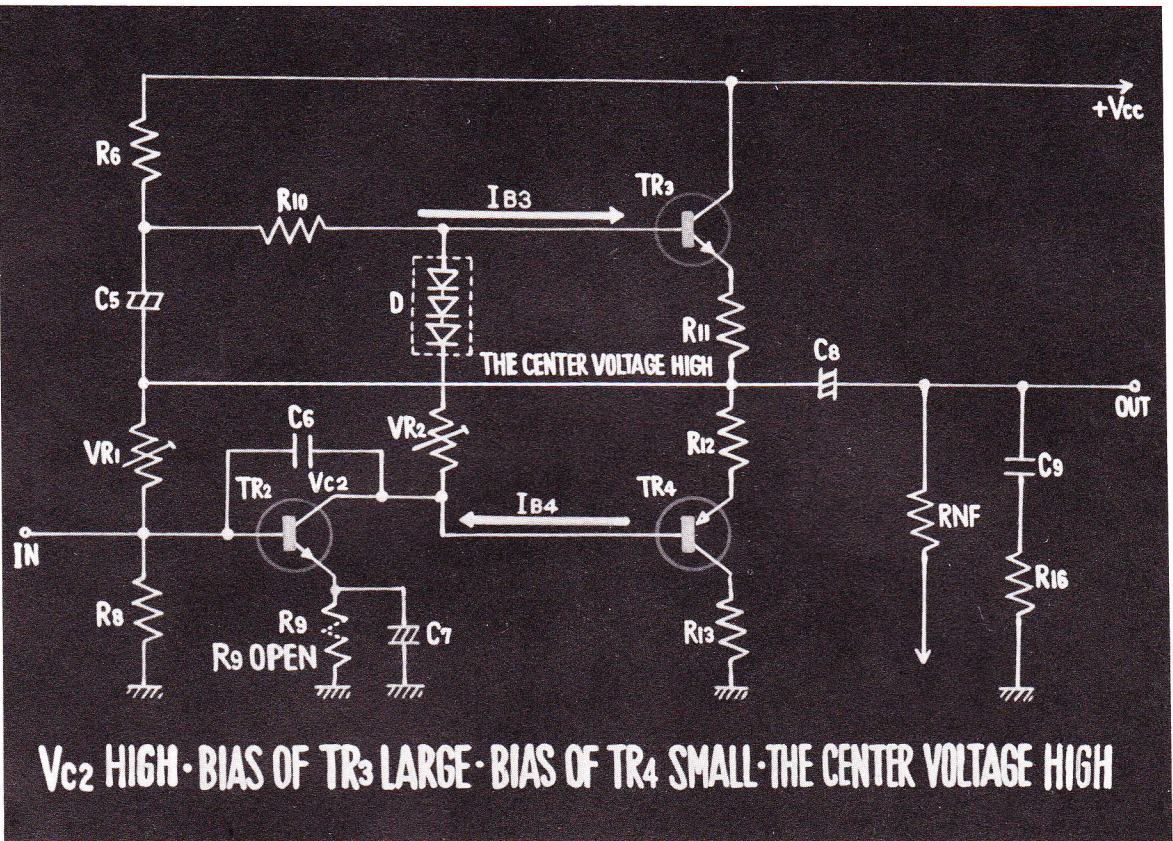 +Vcc
R6
R10
IB3
TR3
C5
D
R11
THE CENTER VOLTAGE HIGH
C8
OUT
VR1
C6
VR2
R12
TR2
Vc2
TR4
C9
IB4
RNF
IN
R8
R9
R9 OPEN
C7
R13
R16
Vc2 HIGH · BIAS OF TR3 LARGE · BIAS OF TR4 SMALL · THE CENTER VOLTAGE HIGH